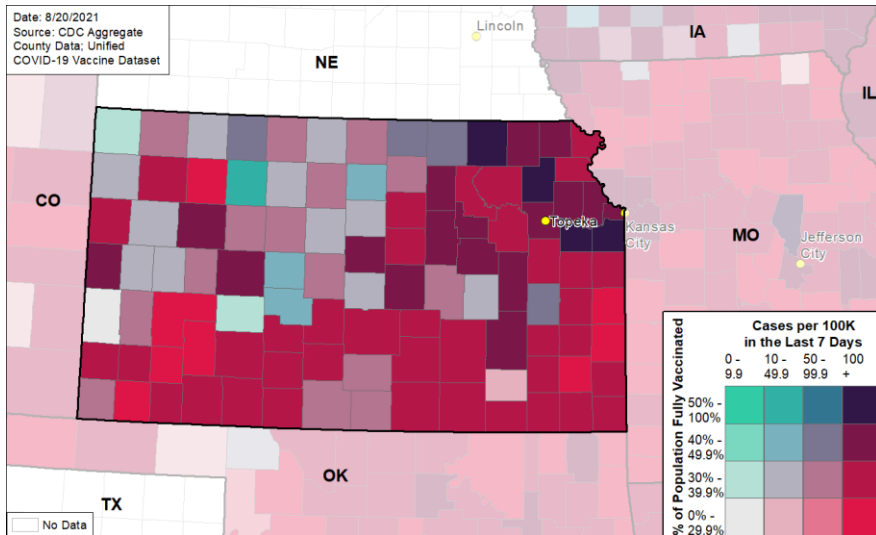 Date: 8/20/2021
Source: CDC Aggregate
County Data; Unified
COVID-19 Vaccine Dataset
Lincoln
IA
NE
IL
CO
Topeka
Kansas
City
MO
Jefferson
City
OK
TX
No Data
Cases per 100K
in the Last 7 Days
0 -
9.9
10 -
49.9
50 -
99.9
100
+
% of Population Fully Vaccinated
50% -
100%
40% -
49.9%
30% -
39.9%
0% -
29.9%